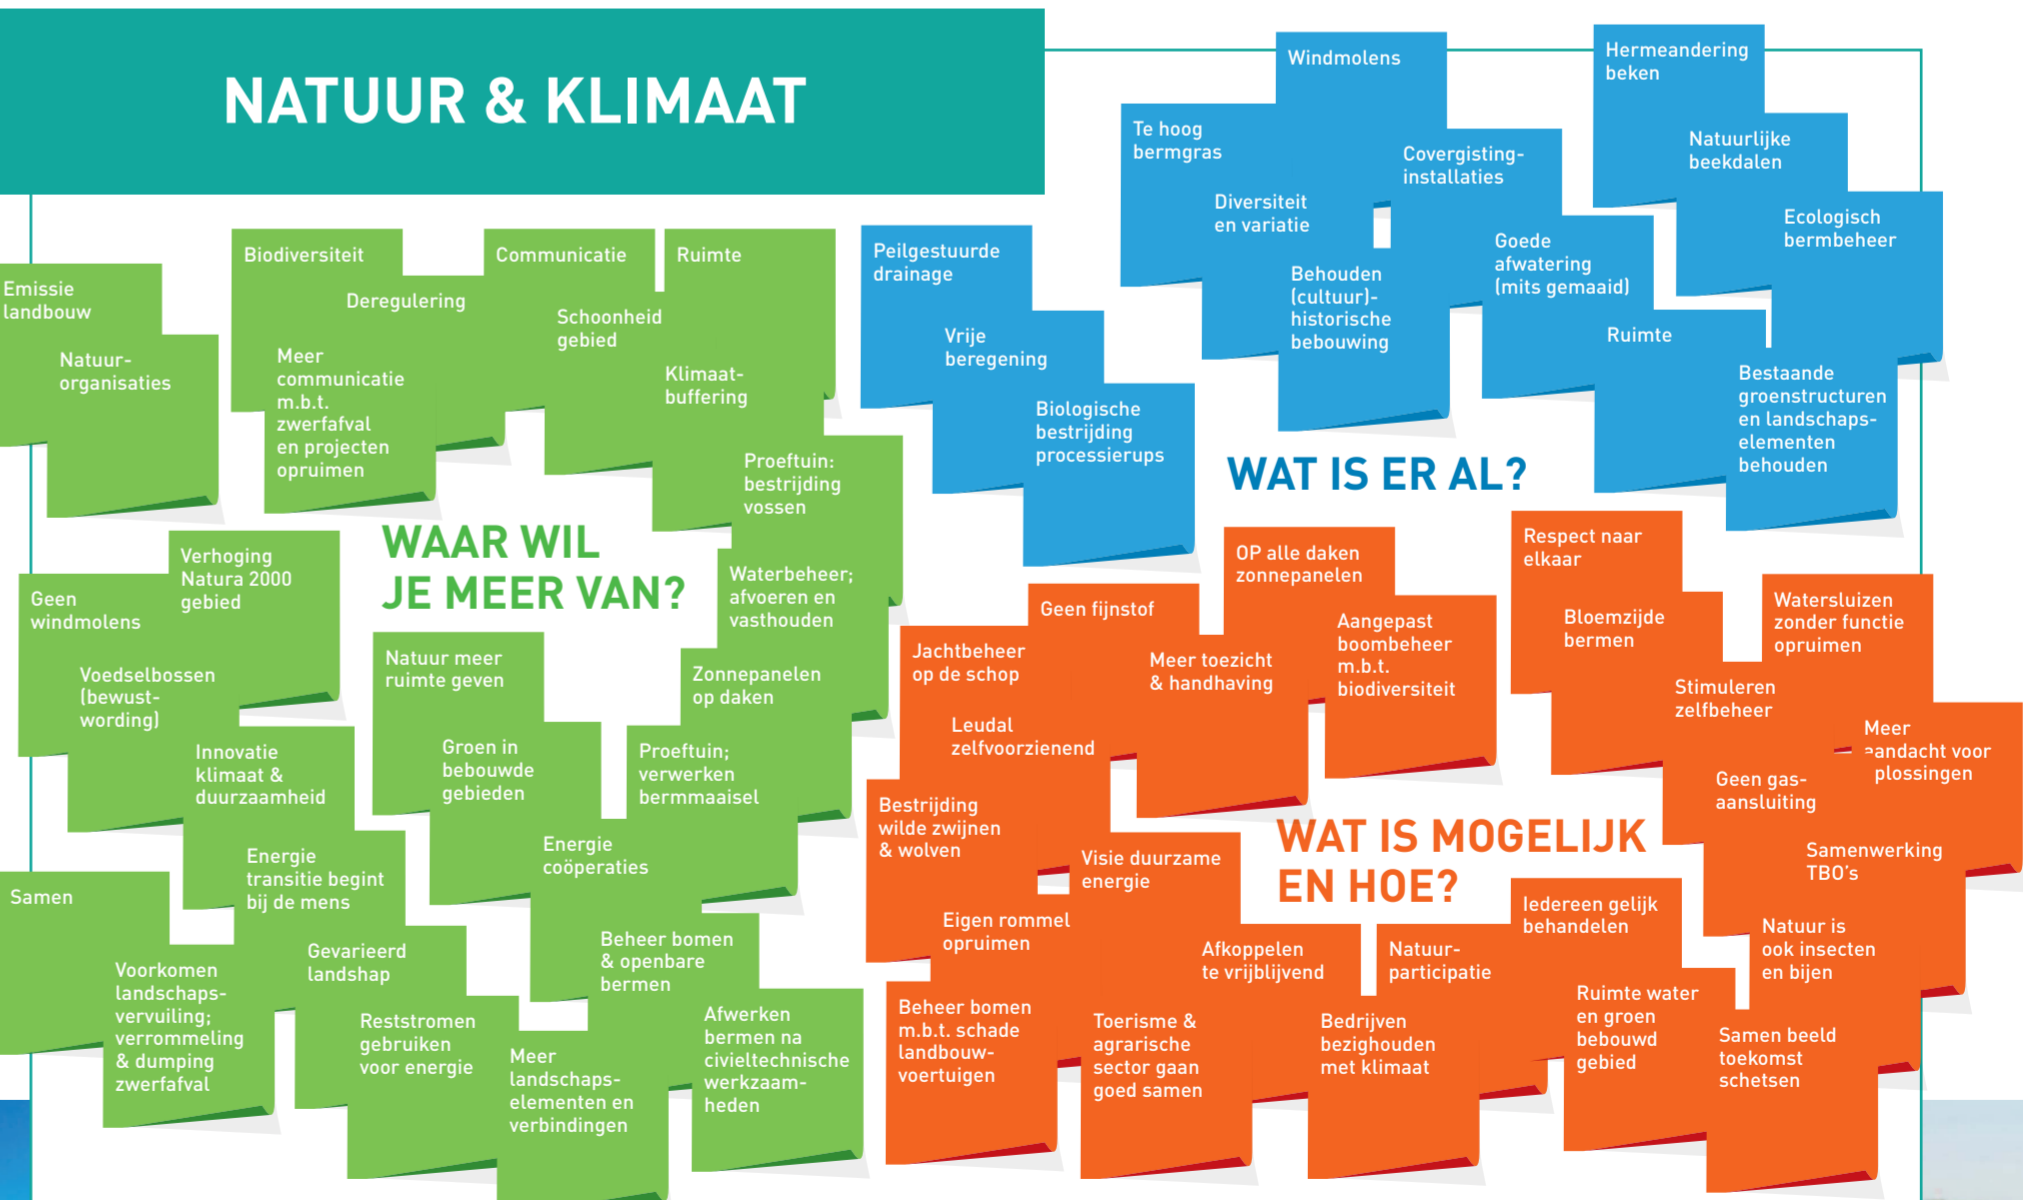 NATUUR & KLIMAAT
Emissie
landbouw
Natuur-
organisaties
Biodiversiteit
Deregulering
Meer
communicatie
m.b.t.
zwerfafval
en projecten
opruimen
Communicatie
Schoonheid
gebied
Ruimte
Klimaat-
buffering
Proeftuin:
bestrijding
vossen
Waterbeheer;
afvoeren en
vasthouden
Zonnepanelen
op daken
Proeftuin;
verwerken
bermmaaisel
WAAR WIL
JE MEER VAN?
Verhoging
Natura 2000
gebied
Geen
windmolens
Voedselbossen
(bewust-
wording)
Innovatie
klimaat &
duurzaamheid
Energie
transitie begint
bij de mens
Gevarieerd
landshap
Reststromen
gebruiken
voor energie
Meer
landschaps-
elementen en
verbindingen
Samen
Voorkomen
landschaps-
vervuiling;
verrommeling
& dumping
zwerfafval
Natuur meer
ruimte geven
Groen in
bebouwde
gebieden
Energie
coöperaties
Beheer bomen
& openbare
bermen
Afwerken
bermen na
civieltechnische
werkzaam-
heden
Peilgestuurde
drainage
Vrije
beregening
Biologische
bestrijding
processierups
Windmolens
Te hoog
bermgras
Diversiteit
en variatie
Behouden
(cultuur)-
historische
bebouwing
Covergisting-
installaties
Goede
afwatering
(mits gemaaid)
Ruimte
Bestaande
groenstructuren
en landschaps-
elementen
behouden
Hermeandering
beken
Natuurlijke
beekdalen
Ecologisch
bermbeheer
WAT IS ER AL?
OP alle daken
zonnepanelen
Aangepast
boombeheer
m.b.t.
biodiversiteit
Geen fijnstof
Meer toezicht
& handhaving
Jachtbeheer
op de schop
Leudal
zelfvoorzienend
Bestrijding
wilde zwijnen
& wolven
Eigen rommel
opruimen
Visie duurzame
energie
Beheer bomen
m.b.t. schade
landbouw-
voertuigen
Toerisme &
agrarische
sector gaan
goed samen
Afkoppelen
te vrijblijvend
Natuur-
participatie
Bedrijven
bezighouden
met klimaat
WAT IS MOGELIJK
EN HOE?
Respect naar
elkaar
Bloemzijde
bermen
Stimuleren
zelfbeheer
Watersluizen
zonder functie
opruimen
Meer
aandacht voor
plossingen
Geen gas-
aansluiting
Samenwerking
TBO's
Natuur is
ook insecten
en bijen
Iedereen gelijk
behandelen
Ruimte water
en groen
bebouwd
gebied
Samen beeld
toekomst
schetsen